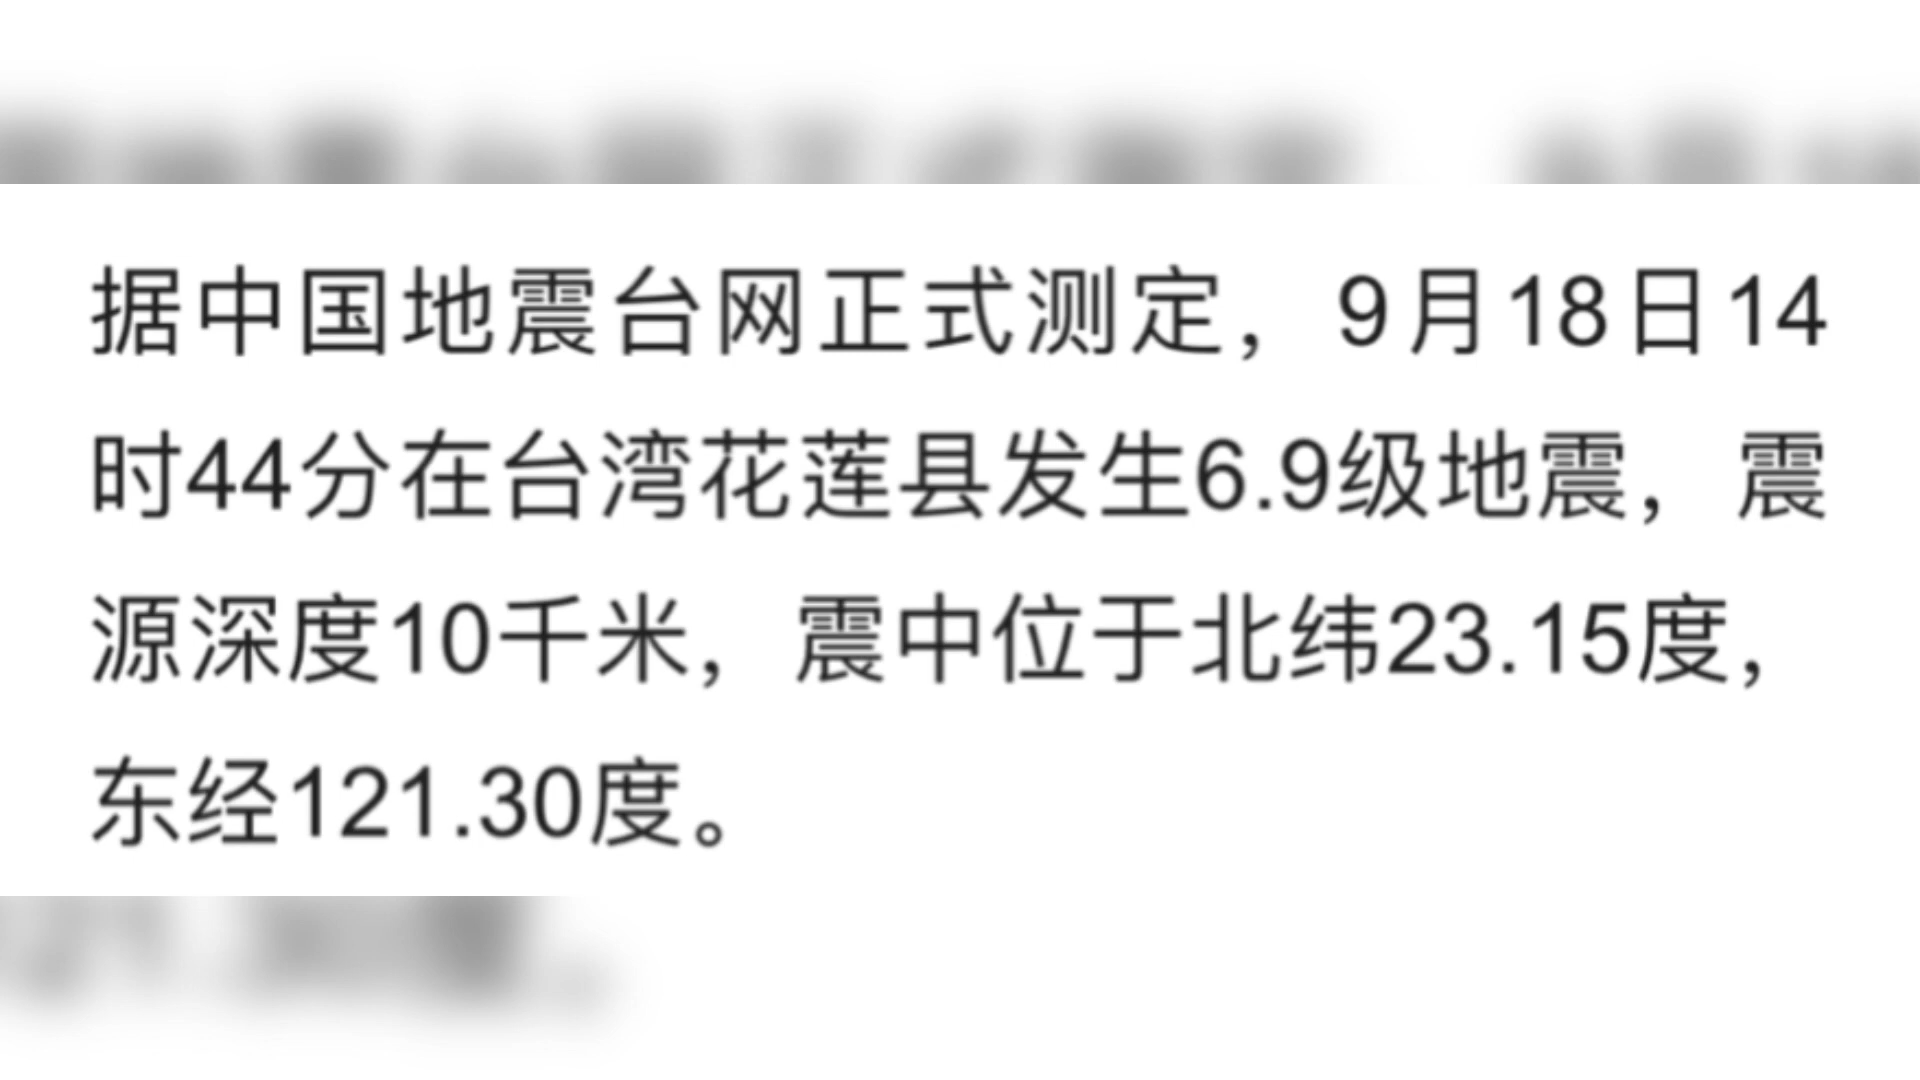 据中国地震台网正式测定，9月18日14
时44分在台湾花莲县发生6.9级地震，震
源深度10千米，震中位于北纬23.15度，
东经121.30度。